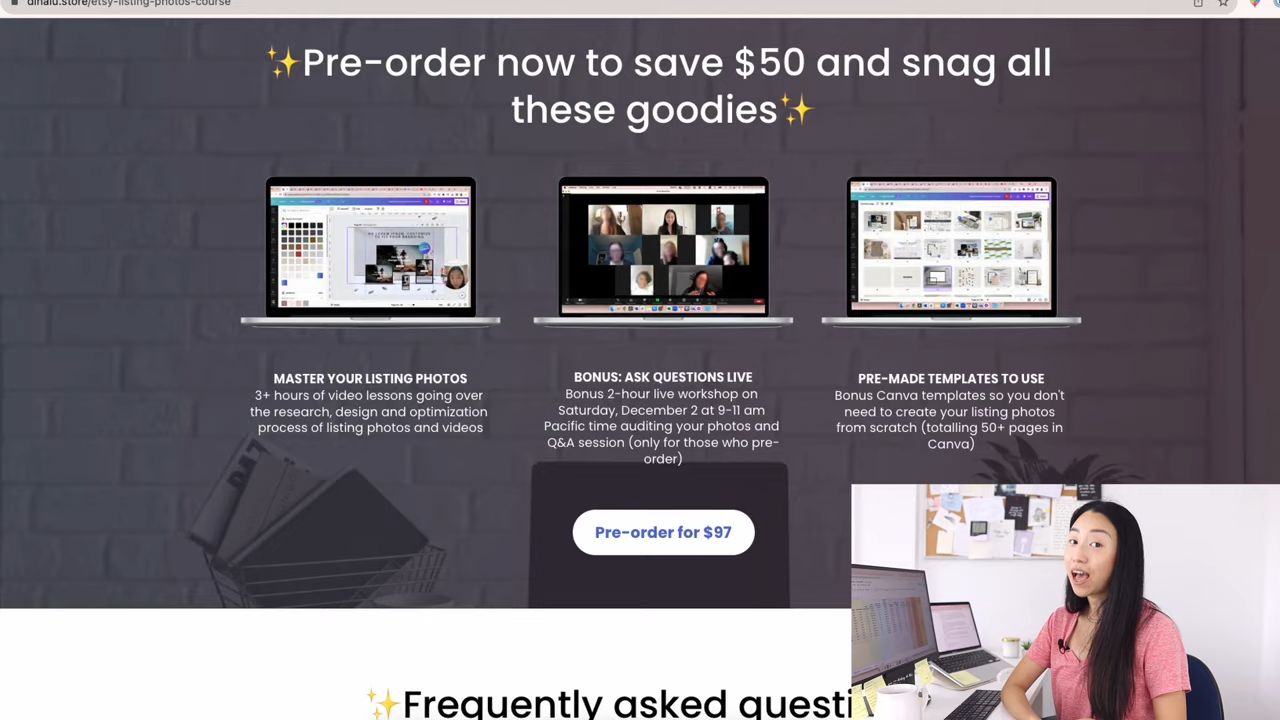 dinalu.store/etsy-listing-photos-course
✨Pre-order now to save $50 and snag all
these goodies✨
MASTER YOUR LISTING PHOTOS
3+ hours of video lessons going over
the research, design and optimization
process of listing photos and videos
BONUS: ASK QUESTIONS LIVE
Bonus 2-hour live workshop on
Saturday, December 2 at 9-11 am
Pacific time auditing your photos and
Q&A session (only for those who pre-
order)
PRE-MADE TEMPLATES TO USE
Bonus Canva templates so you don't
need to create your listing photos
from scratch (totalling 50+ pages in
Canva)
Pre-order for $97
✨Frequently asked questi